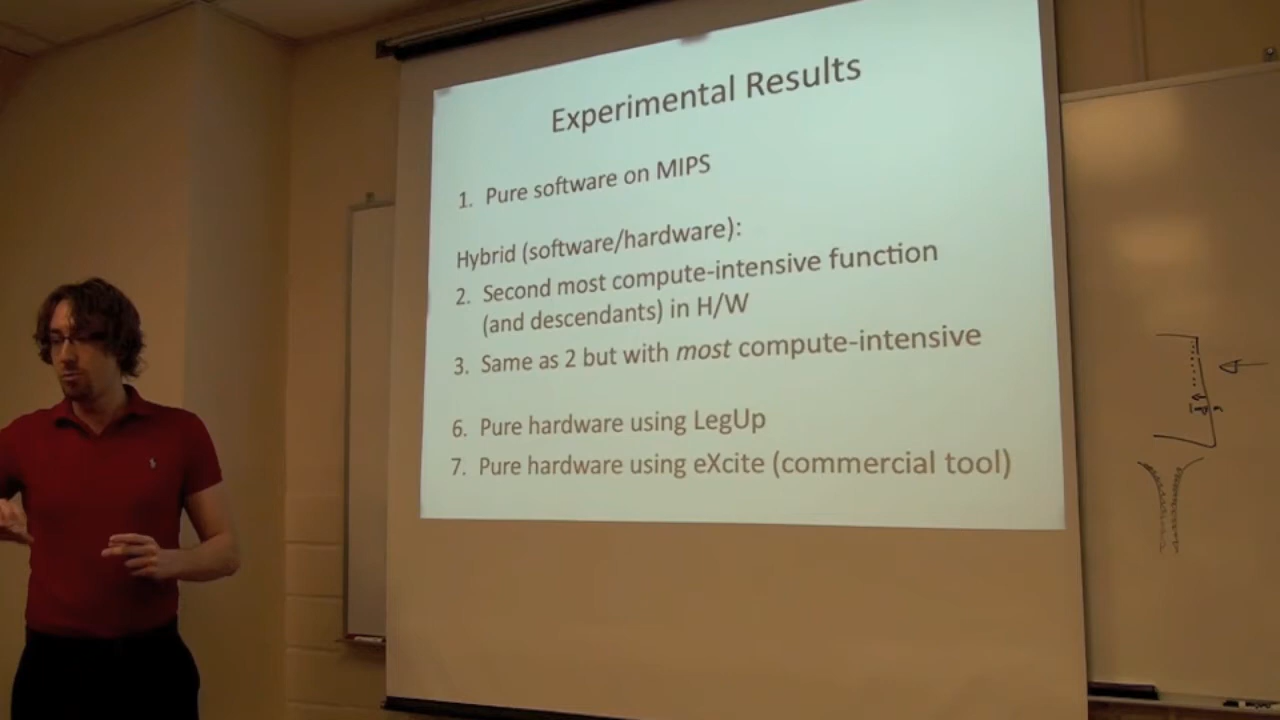 Experimental Results
1. Pure software on MIPS
Hybrid (software/hardware):
2. Second most compute-intensive function
(and descendants) in H/W
3. Same as 2 but with most compute-intensive
6. Pure hardware using LegUp
7. Pure hardware using eXcite (commercial tool)